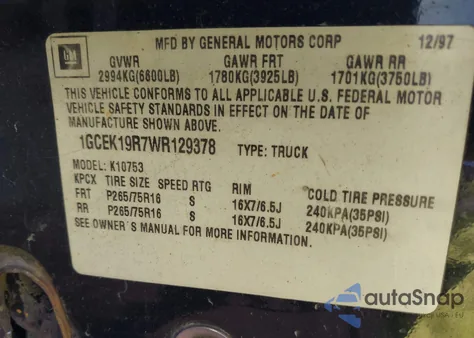 GM
MFD BY GENERAL MOTORS CORP 12/97
GVWR GAWR FRT GAWR RR
2994KG(6600LB) 1780KG(3925LB) 1701KG(3750LB)
THIS VEHICLE CONFORMS TO ALL APPLICABLE U.S. FEDERAL MOTOR
VEHICLE SAFETY STANDARDS IN EFFECT ON THE DATE OF
MANUFACTURE SHOWN ABOVE.
1GCEK19R7WR129378 TYPE: TRUCK
MODEL: K10753
KPCX TIRE SIZE SPEED RTG RIM COLD TIRE PRESSURE
FRT P265/75R16 S 16X7/6.5J 240KPA(35PSI)
RR P265/75R16 S 16X7/6.5J 240KPA(35PSI)
SEE OWNER'S MANUAL FOR MORE INFORMATION.
autoSnap